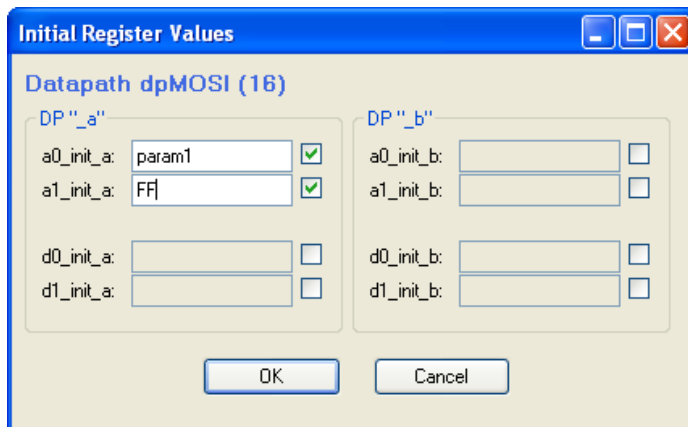 Initial Register Values
Datapath dpMOSI (16)
DP "_a"
a0_init_a: param1
a1_init_a: FF
d0_init_a:
d1_init_a:
DP "_b"
a0_init_b:
a1_init_b:
d0_init_b:
d1_init_b:
OK Cancel